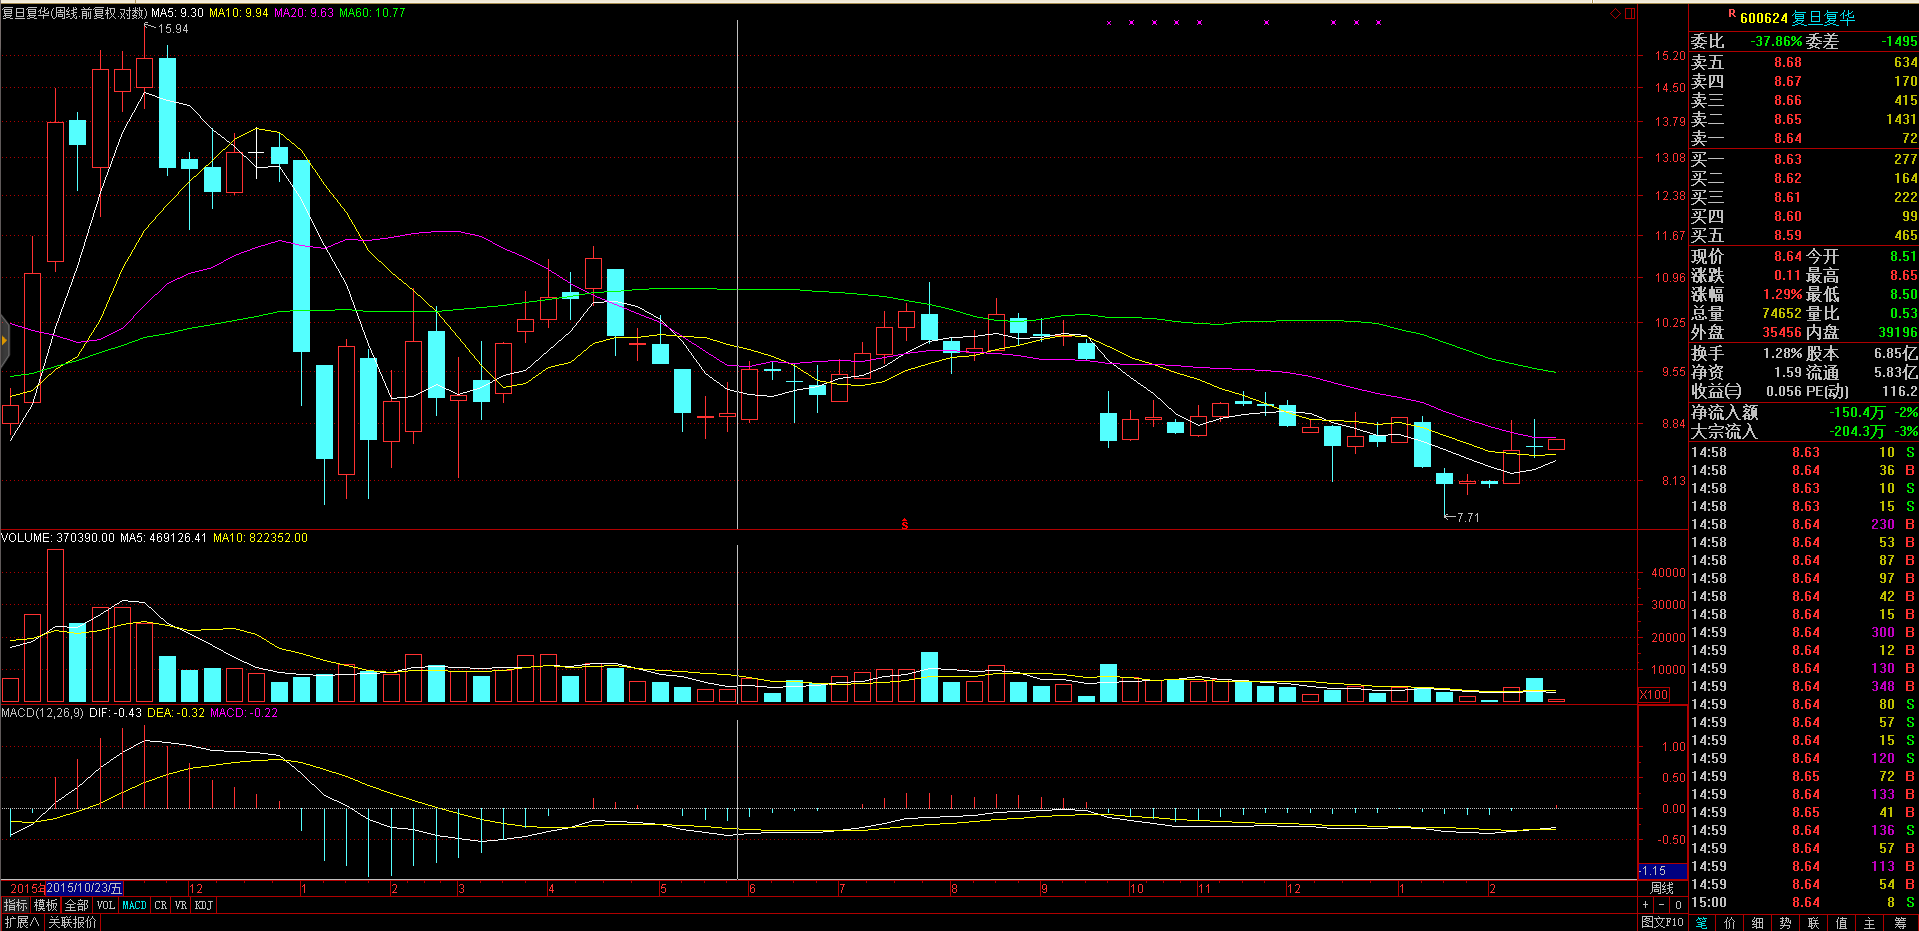 复旦复华(周线.前复权.对数) MA5: 9.30 MA10: 9.94 MA20: 9.63 MA60: 10.77
15.94
15.20
14.50
13.79
13.08
12.38
11.67
10.96
10.25
9.55
8.84
8.13
7.71
VOLUME: 370390.00 MA5: 469126.41 MA10: 822352.00
40000
30000
20000
10000
X100
MACD(12,26,9) DIF: -0.43 DEA: -0.32 MACD: -0.22
1.00
0.50
0.00
-0.50
-1.15
2015年 2015/10/23/五 12 1 2 3 4 5 6 7 8 9 10 11 12 1 2 周线
指标 模板 全部 VOL MACD CR VR KDJ + - 0
扩展∧ 关联报价 图文F10
R 600624 复旦复华
委比 -37.86% 委差 -1495
卖五 8.68 634
卖四 8.67 170
卖三 8.66 415
卖二 8.65 1431
卖一 8.64 72
买一 8.63 277
买二 8.62 164
买三 8.61 222
买四 8.60 99
买五 8.59 465
现价 8.64 今开 8.51
涨跌 0.11 最高 8.65
涨幅 1.29% 最低 8.50
总量 74652 量比 0.53
外盘 35456 内盘 39196
换手 1.28% 股本 6.85亿
净资 1.59 流通 5.83亿
收益㈢ 0.056 PE(动) 116.2
净流入额 -150.4万 -2%
大宗流入 -204.3万 -3%
14:58 8.63 10 S
14:58 8.64 36 B
14:58 8.63 10 S
14:58 8.63 15 S
14:58 8.64 230 B
14:58 8.64 53 B
14:58 8.64 87 B
14:58 8.64 97 B
14:58 8.64 42 B
14:58 8.64 15 B
14:59 8.64 300 B
14:59 8.64 12 B
14:59 8.64 130 B
14:59 8.64 348 B
14:59 8.64 80 S
14:59 8.64 57 S
14:59 8.64 15 S
14:59 8.64 120 S
14:59 8.65 72 B
14:59 8.64 133 B
14:59 8.65 41 B
14:59 8.64 136 S
14:59 8.64 57 B
14:59 8.64 113 B
14:59 8.64 54 B
15:00 8.64 8 S
笔 价 细 势 联 值 主 筹